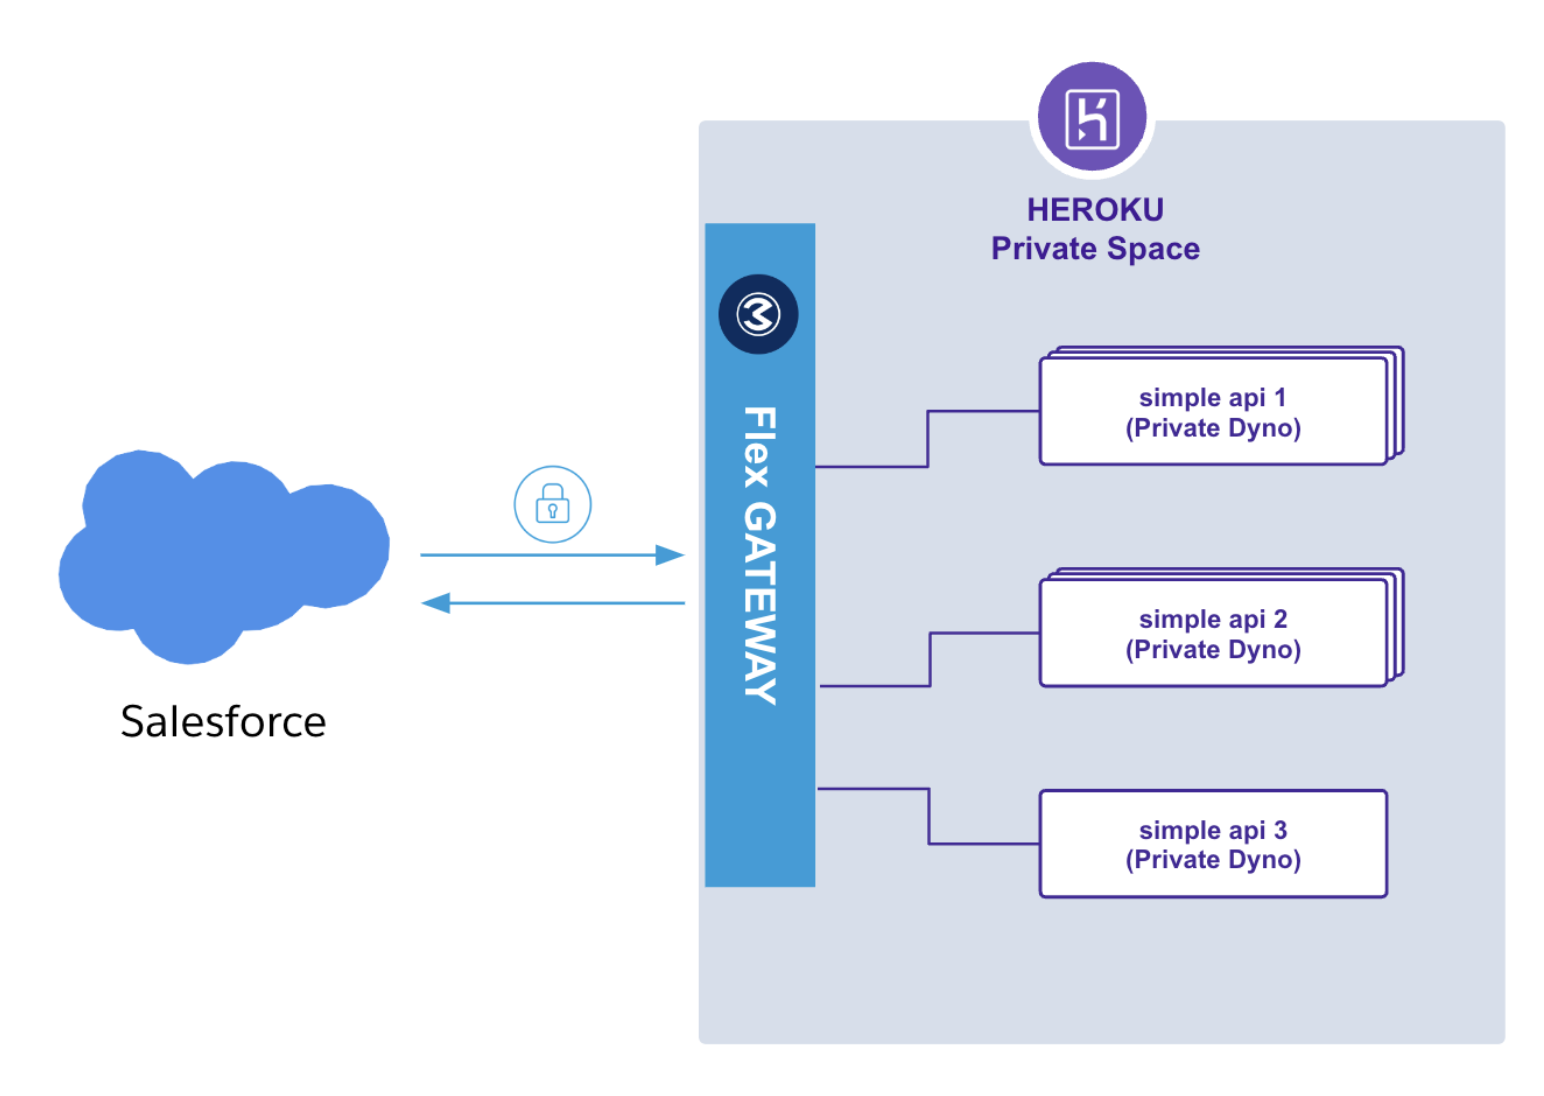 HEROKU
Private Space
Flex GATEWAY
simple api 1
(Private Dyno)
simple api 2
(Private Dyno)
Salesforce
simple api 3
(Private Dyno)